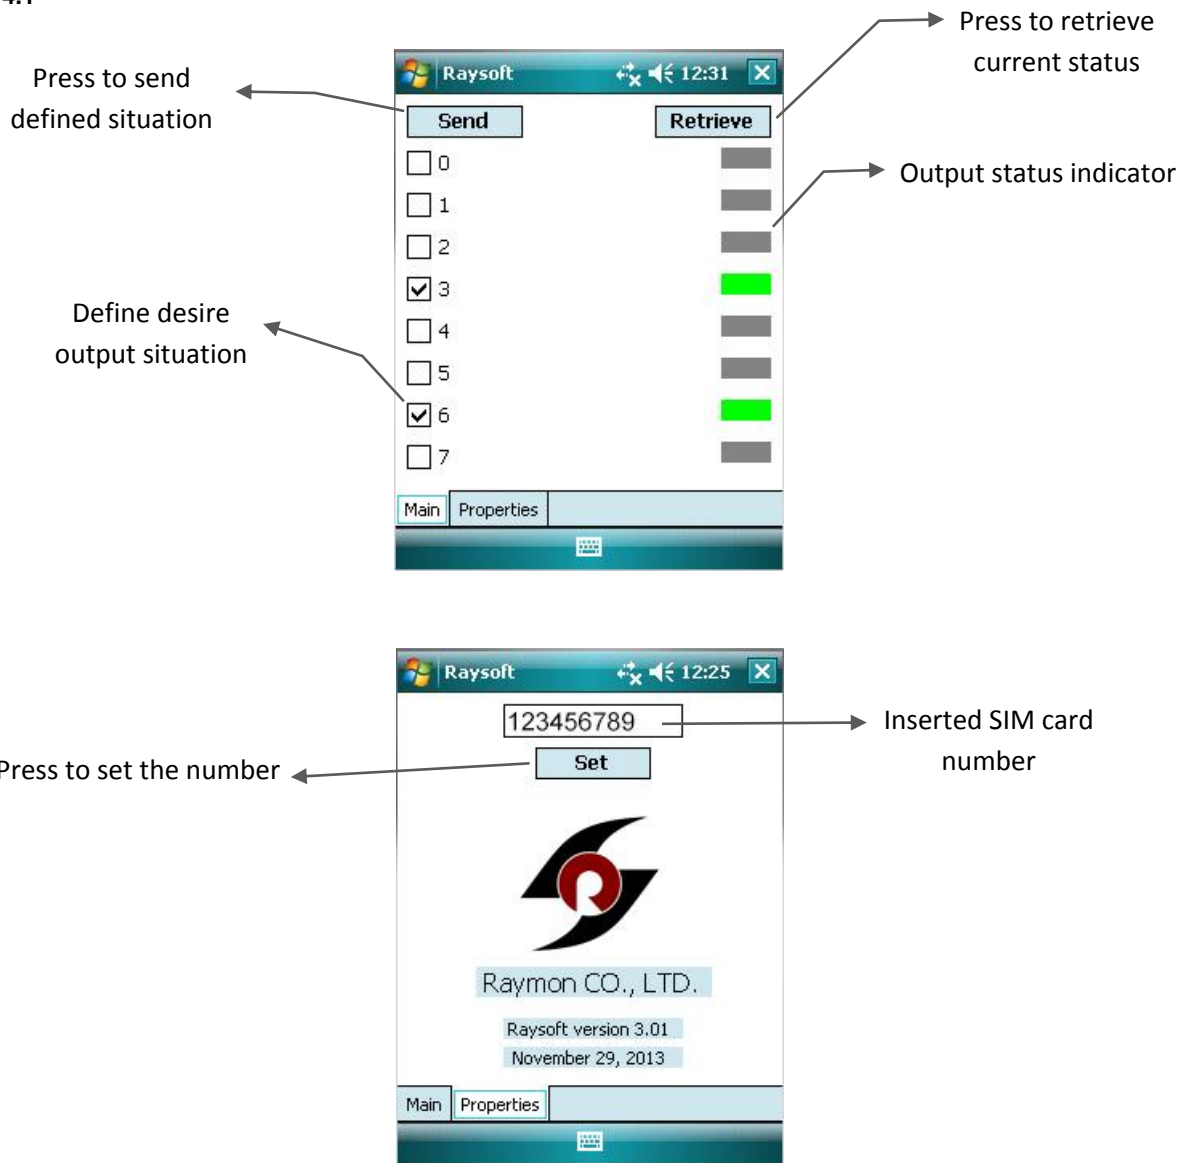 Press to retrieve
current status
Press to send
defined situation
Raysoft 12:31
Send Retrieve
0
1
Output status indicator
2
3
Define desire
output situation
4
5
6
7
Main Properties
Raysoft 12:25
123456789
Inserted SIM card
number
Press to set the number
Set
R
Raymon CO., LTD.
Raysoft version 3.01
November 29, 2013
Main Properties